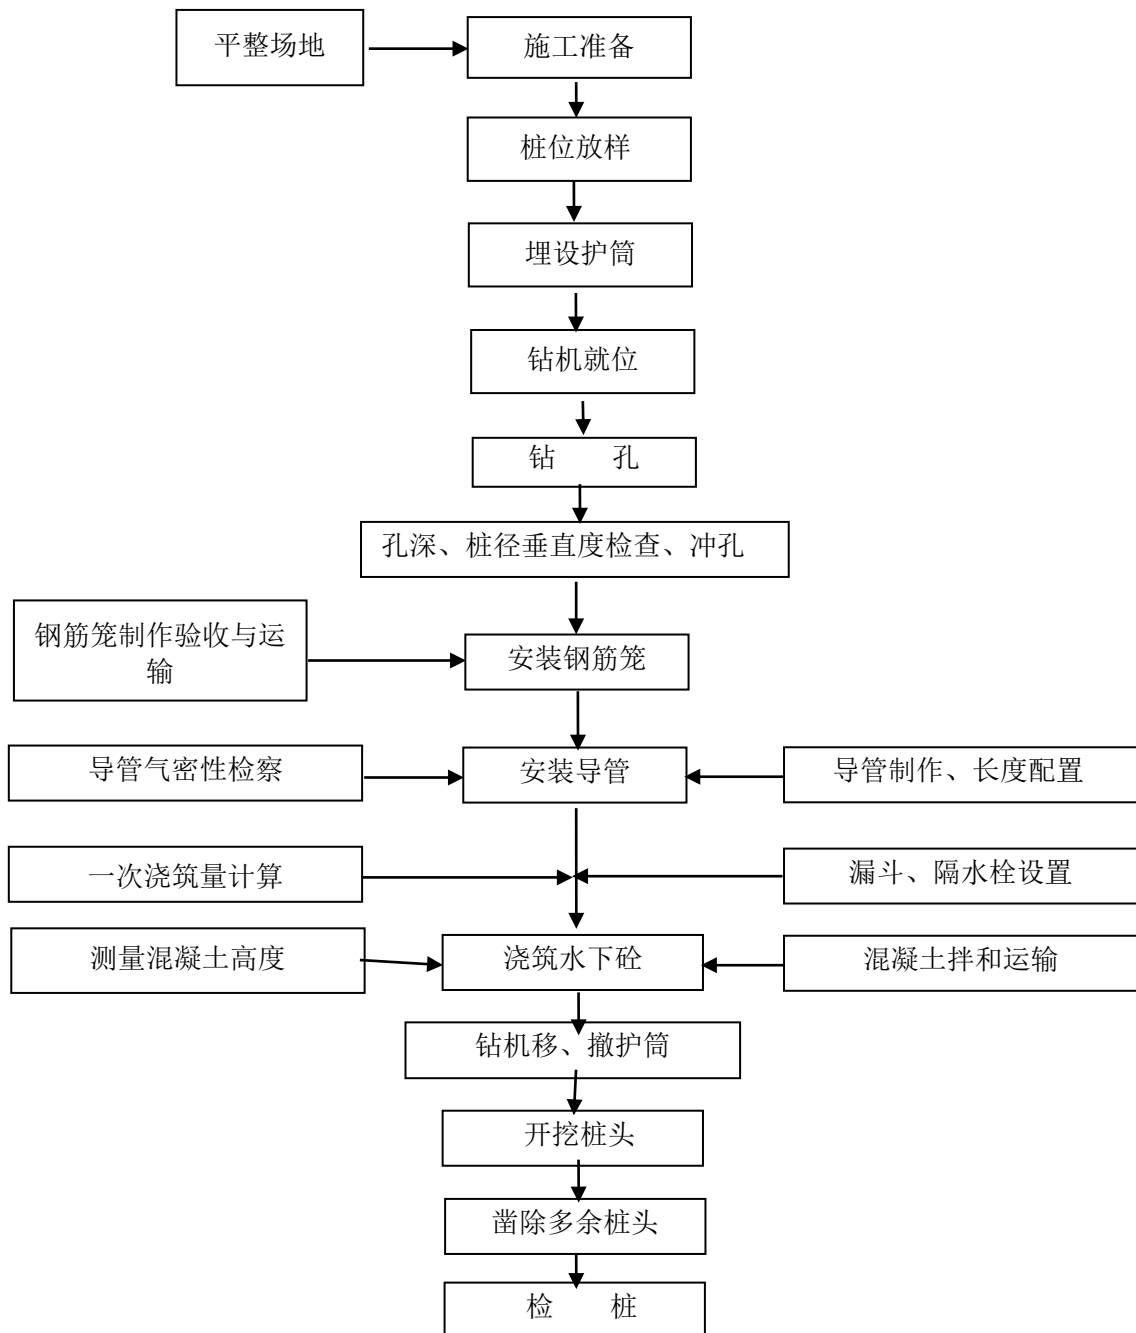 平整场地
施工准备
桩位放样
埋设护筒
钻机就位
钻 孔
孔深、桩径垂直度检查、冲孔
钢筋笼制作验收与运
输
安装钢筋笼
导管气密性检察
安装导管
导管制作、长度配置
一次浇筑量计算
漏斗、隔水栓设置
测量混凝土高度
浇筑水下砼
混凝土拌和运输
钻机移、撤护筒
开挖桩头
凿除多余桩头
检 桩